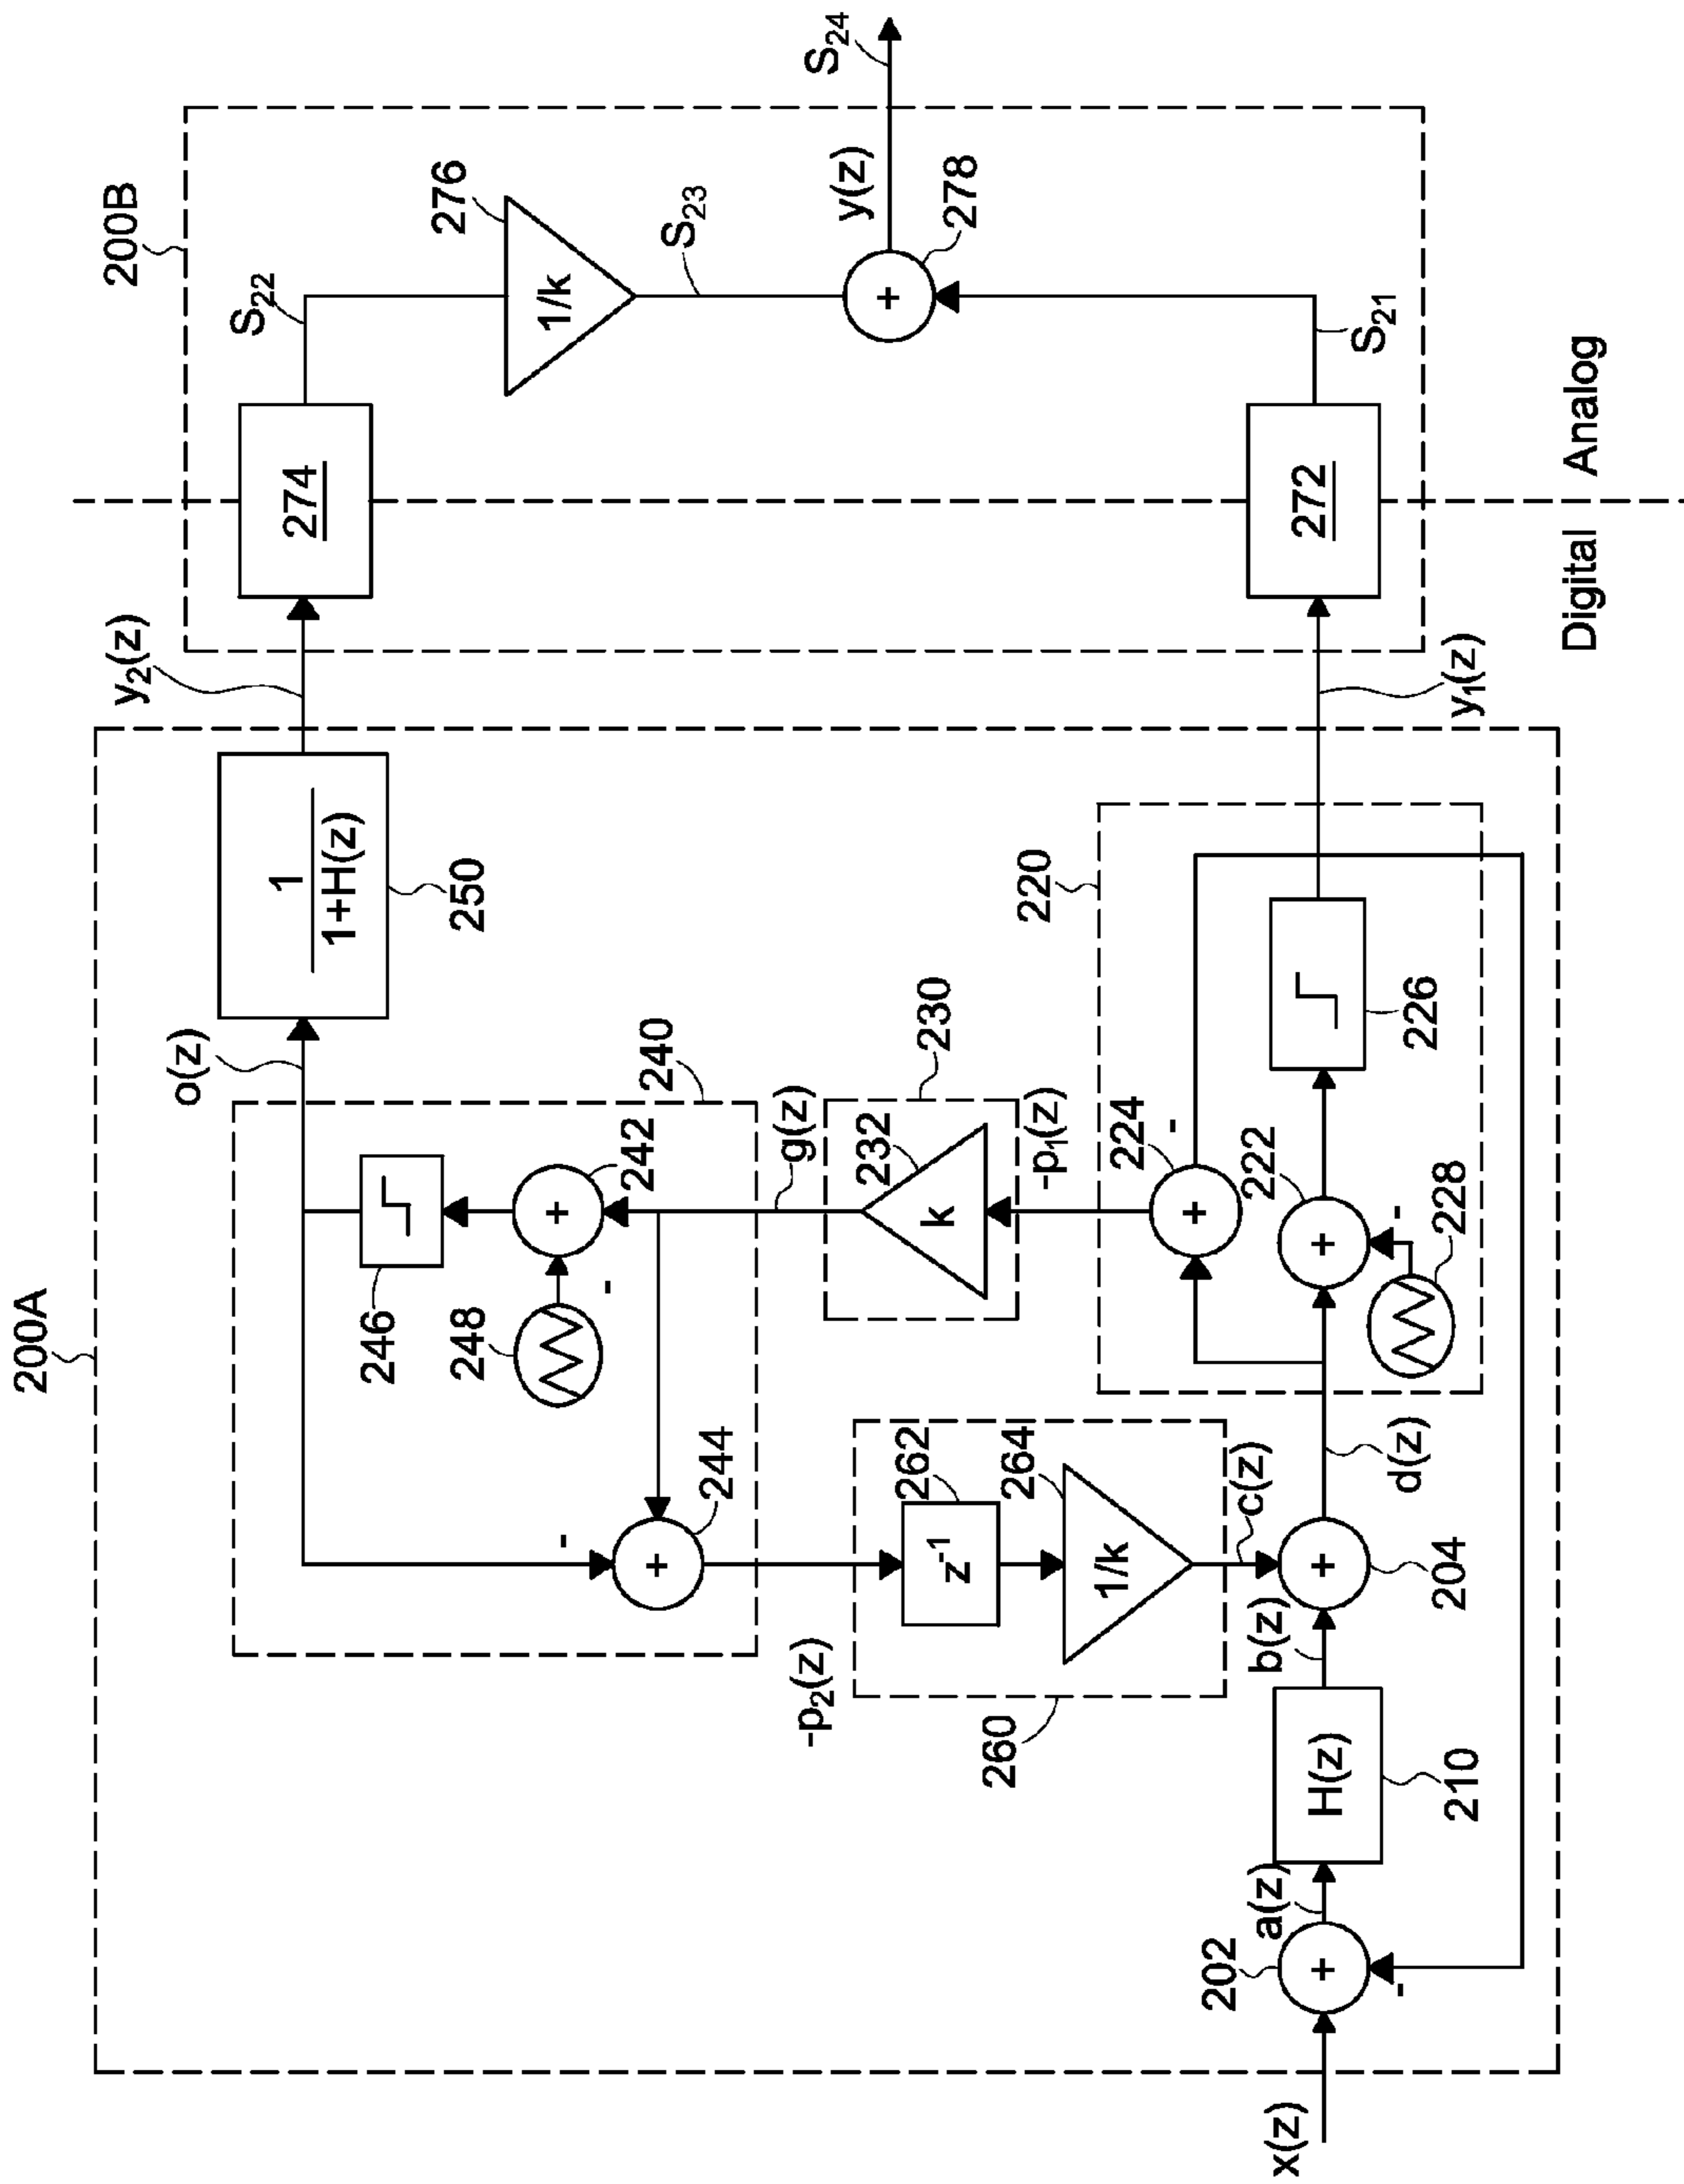 200A
200B
o(z)
y₂(z)
1
1+H(z)
250
274
S₂₂
276
1/k
S₂₃
y(z)
S₂₄
278
+
240
246
-
248
+
242
-
+
244
g(z)
230
232
k
-p₁(z)
-p₂(z)
262
z⁻¹
264
1/k
c(z)
260
220
224
+
-
222
+
-
228
226
y₁(z)
272
S₂₁
x(z)
202
+
-
a(z)
H(z)
210
b(z)
+
204
d(z)
Digital
Analog